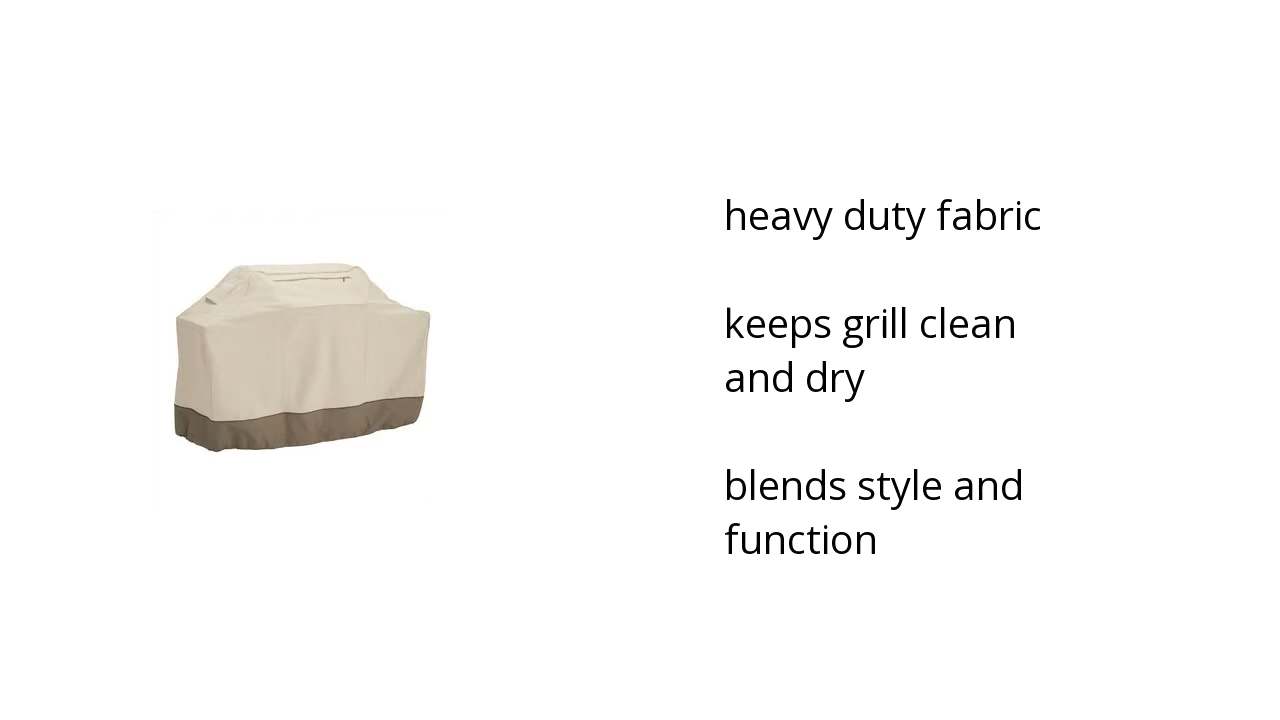 heavy duty fabric
keeps grill clean
and dry
blends style and
function